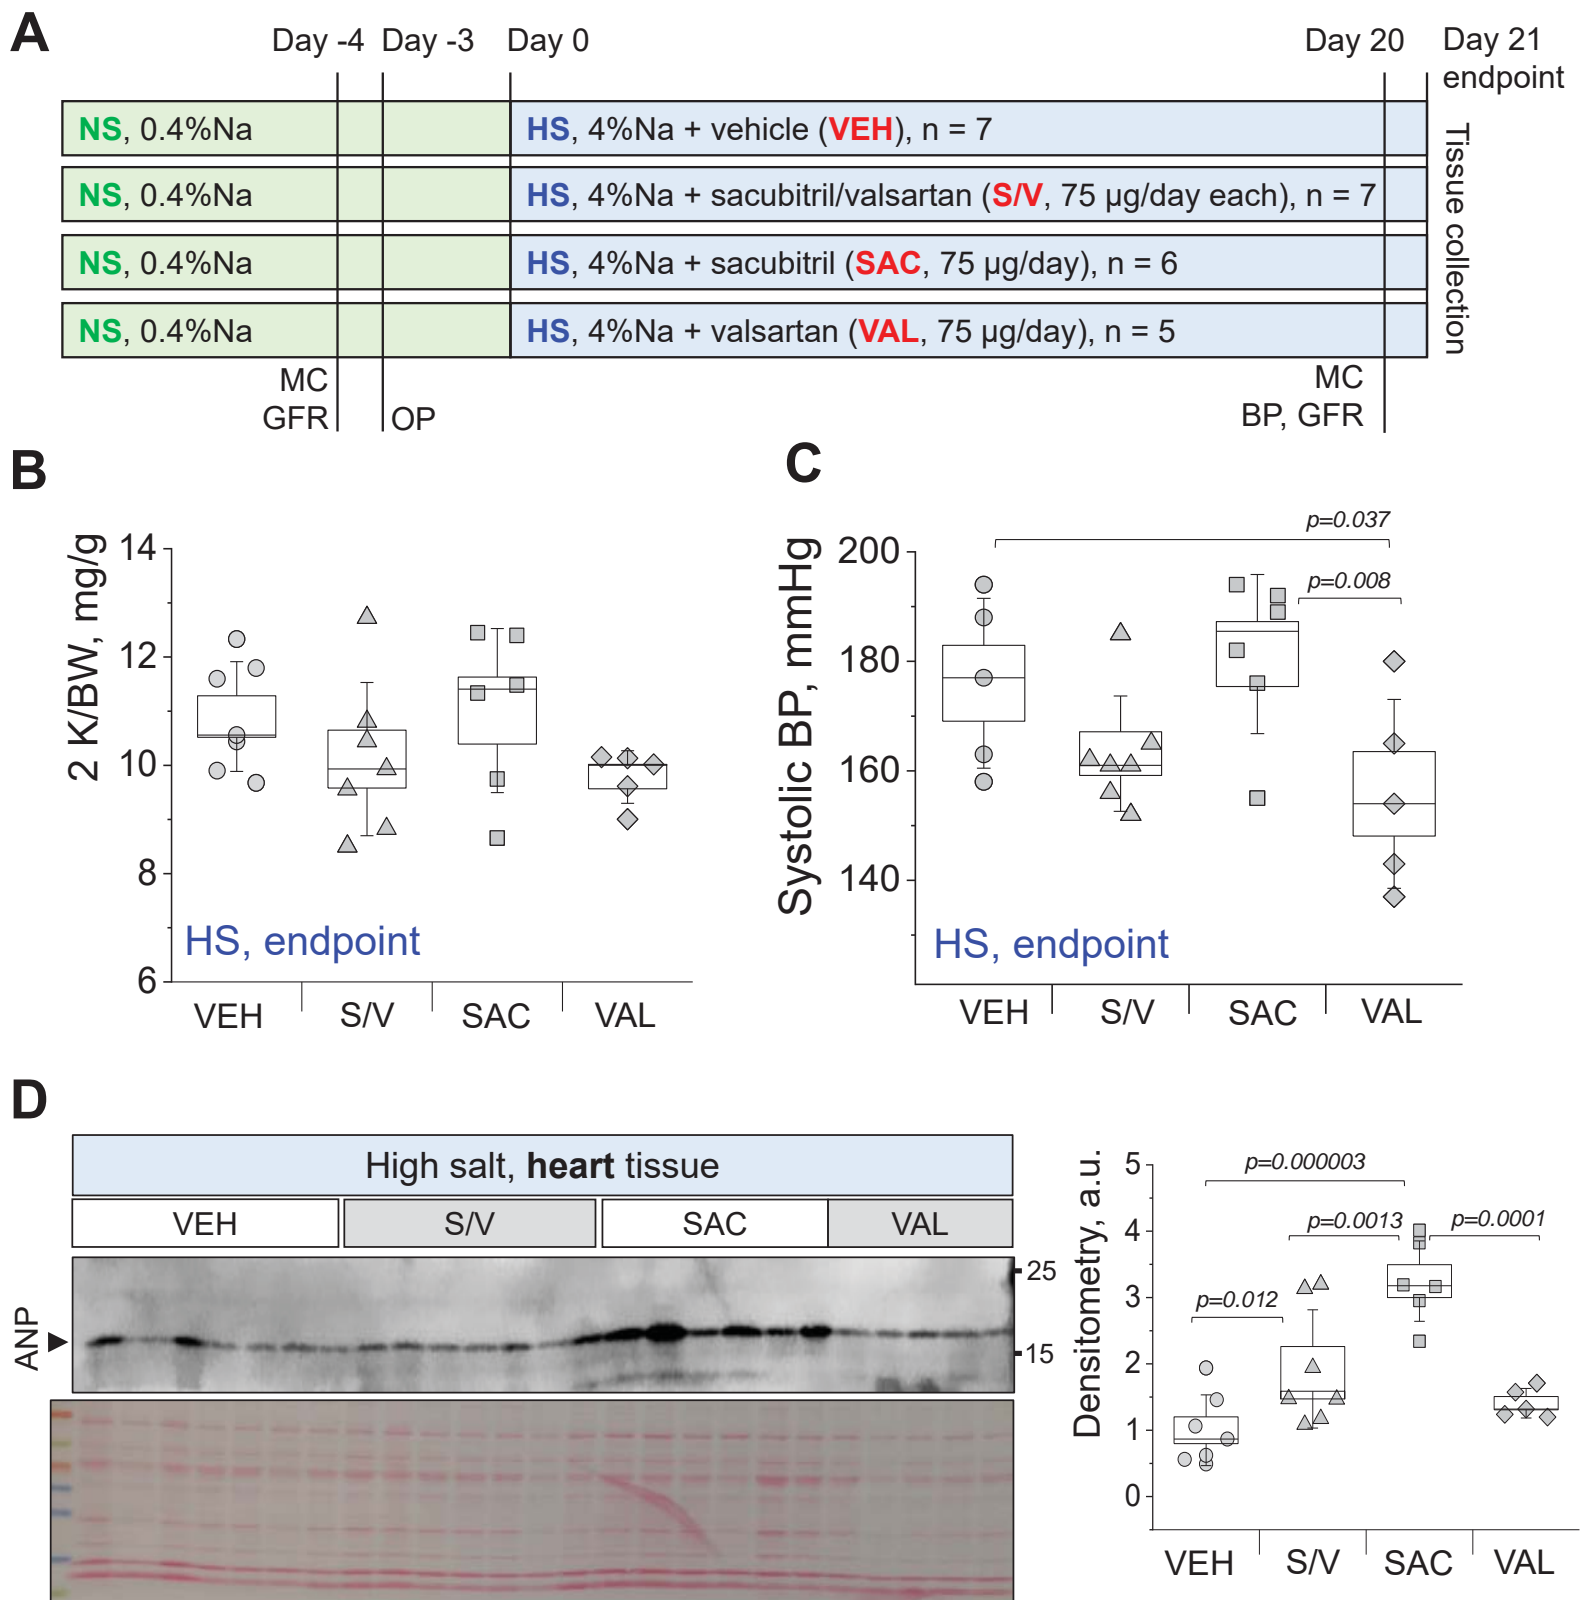 A
Day -4 Day -3 Day 0 Day 20 Day 21
endpoint
NS, 0.4%Na HS, 4%Na + vehicle (VEH), n = 7
NS, 0.4%Na HS, 4%Na + sacubitril/valsartan (S/V, 75 µg/day each), n = 7
NS, 0.4%Na HS, 4%Na + sacubitril (SAC, 75 µg/day), n = 6
NS, 0.4%Na HS, 4%Na + valsartan (VAL, 75 µg/day), n = 5
Tissue collection
MC MC
GFR OP BP, GFR
B
2 K/BW, mg/g
14
12
10
8
6
HS, endpoint
VEH S/V SAC VAL
C
Systolic BP, mmHg
p=0.037
p=0.008
200
180
160
140
HS, endpoint
VEH S/V SAC VAL
D
High salt, heart tissue
VEH S/V SAC VAL
25
ANP
15
Densitometry, a.u.
5
4
3
2
1
0
p=0.000003
p=0.0013 p=0.0001
p=0.012
VEH S/V SAC VAL